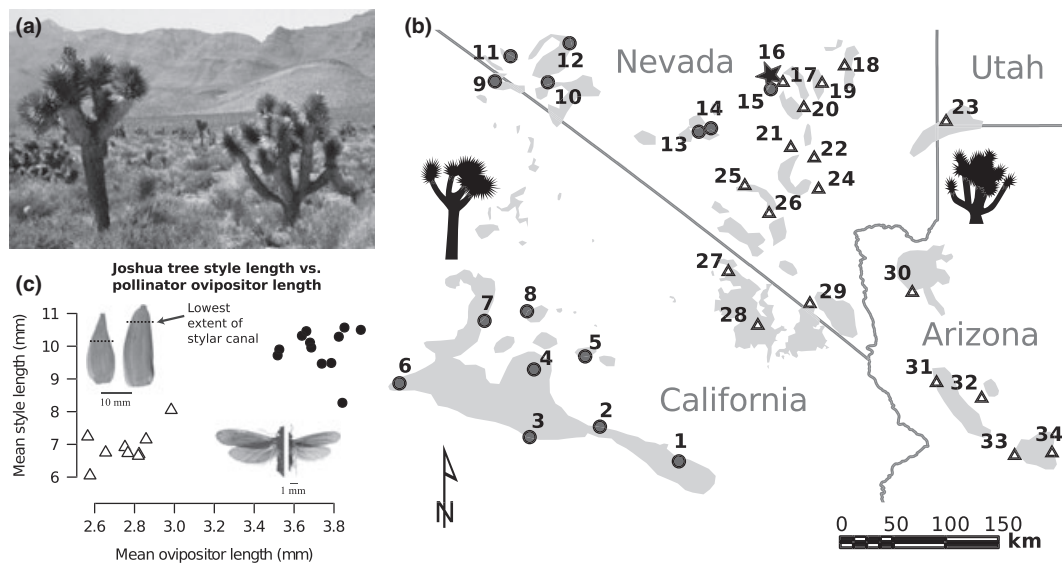 (a)
(b)
Nevada
Utah
Arizona
California
11
12
9
10
16
17
18
15
19
20
14
13
21
22
23
25
24
26
27
28
29
30
31
32
33
34
7
8
5
4
6
3
2
1
N
0 50 100 150
km
(c)
Joshua tree style length vs.
pollinator ovipositor length
Lowest
extent of
stylar canal
10 mm
1 mm
Mean style length (mm)
11
10
9
8
7
6
2.6 2.8 3.0 3.2 3.4 3.6 3.8
Mean ovipositor length (mm)